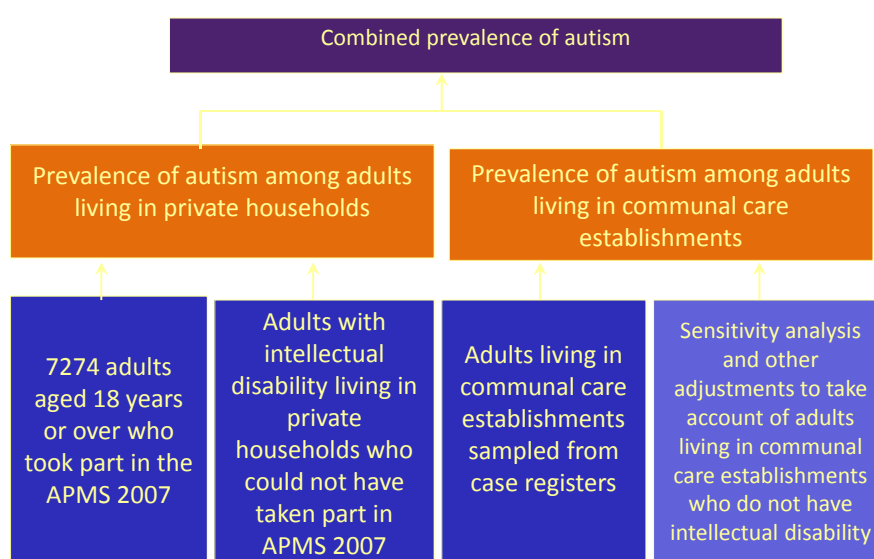 Combined prevalence of autism
Prevalence of autism among adults
living in private households
Prevalence of autism among adults
living in communal care
establishments
7274 adults
aged 18 years
or over who
took part in the
APMS 2007
Adults with
intellectual
disability living in
private
households who
could not have
taken part in
APMS 2007
Adults living in
communal care
establishments
sampled from
case registers
Sensitivity analysis
and other
adjustments to take
account of adults
living in communal
care establishments
who do not have
intellectual disability